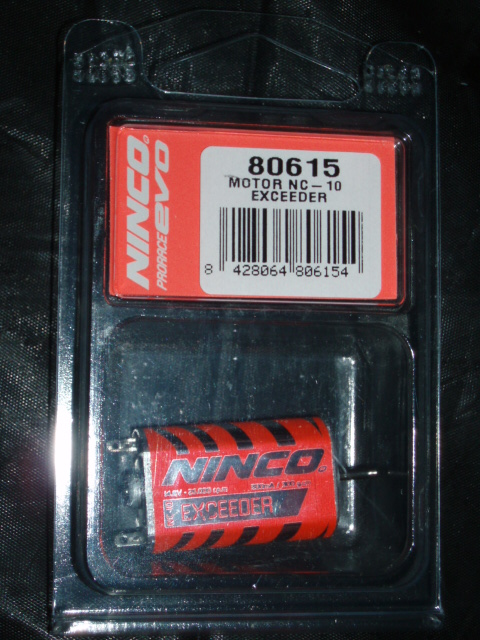 NINCO
PRORACE evo
80615
MOTOR NC-10
EXCEEDER
8 428064 806154
NINCO
EXCEEDER